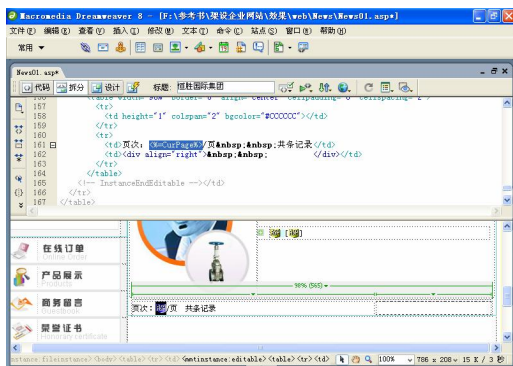 Macromedia Dreamweaver 8 - [F:\参考书\架设企业网站\效果\web\News\News01.asp*]
文件(F) 编辑(E) 查看(V) 插入(I) 修改(M) 文本(T) 命令(C) 站点(S) 窗口(W) 帮助(H)
常用
News01.asp*
代码 拆分 设计 标题: 恒胜国际集团
157 <tr>
158 <td height="1" colspan="2" bgcolor="#CCCCCC"></td>
159 </tr>
160 <tr>
161 <td>页次: <%=CurPage%>/页&nbsp;&nbsp;共条记录</td>
162 <td><div align="right">&nbsp;&nbsp; </div></td>
163 </tr>
164 </table>
165 <!-- InstanceEndEditable --></td>
166 </tr>
167 </table>
在线订单
Online Order
产品展示
Products
98% (565)
商务留言
Guestbook
页次: /页 共条记录
荣誉证书
Honorary certificate
<body> <table> <tr> <td> <mmtinstance:editable> <table> <tr> <td> 100% 786 x 208 15 K / 3 秒